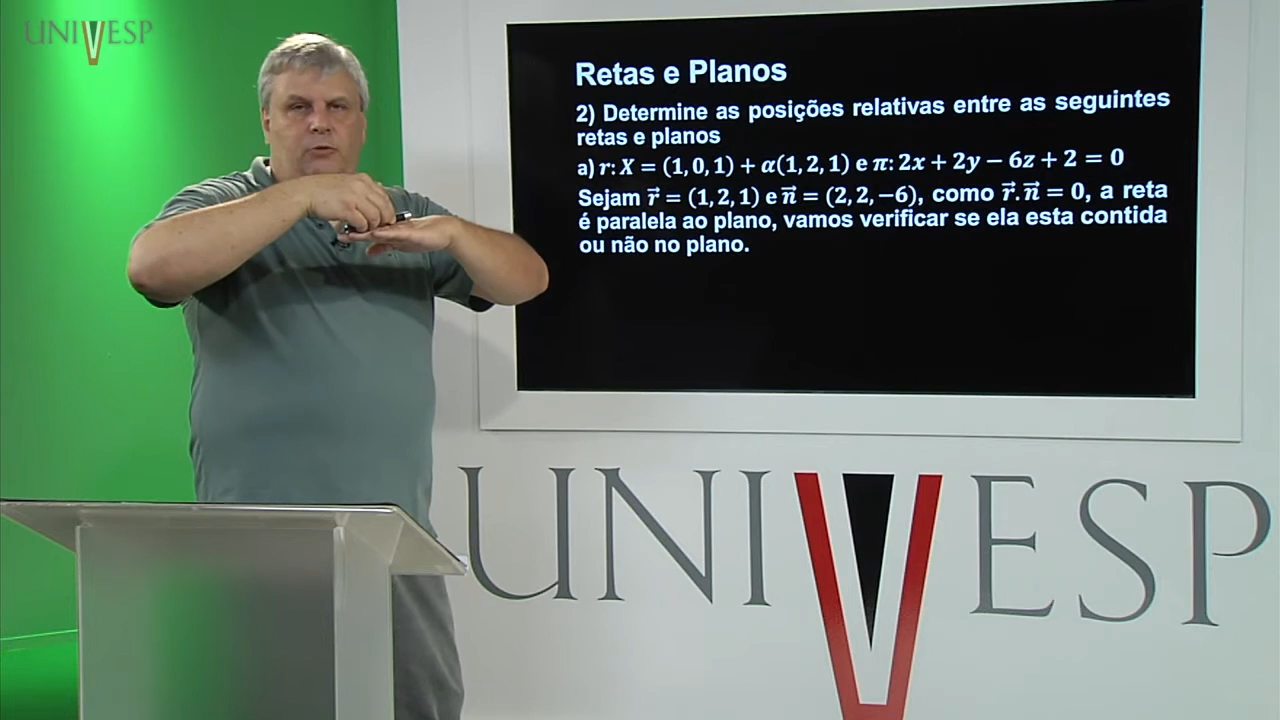 UNIVESP
Retas e Planos
2) Determine as posições relativas entre as seguintes
retas e planos
a) r: X = (1, 0, 1) + α(1, 2, 1) e π: 2x + 2y − 6z + 2 = 0
Sejam r⃗ = (1, 2, 1) e n⃗ = (2, 2, −6), como r⃗.n⃗ = 0, a reta
é paralela ao plano, vamos verificar se ela esta contida
ou não no plano.
UNIVESP